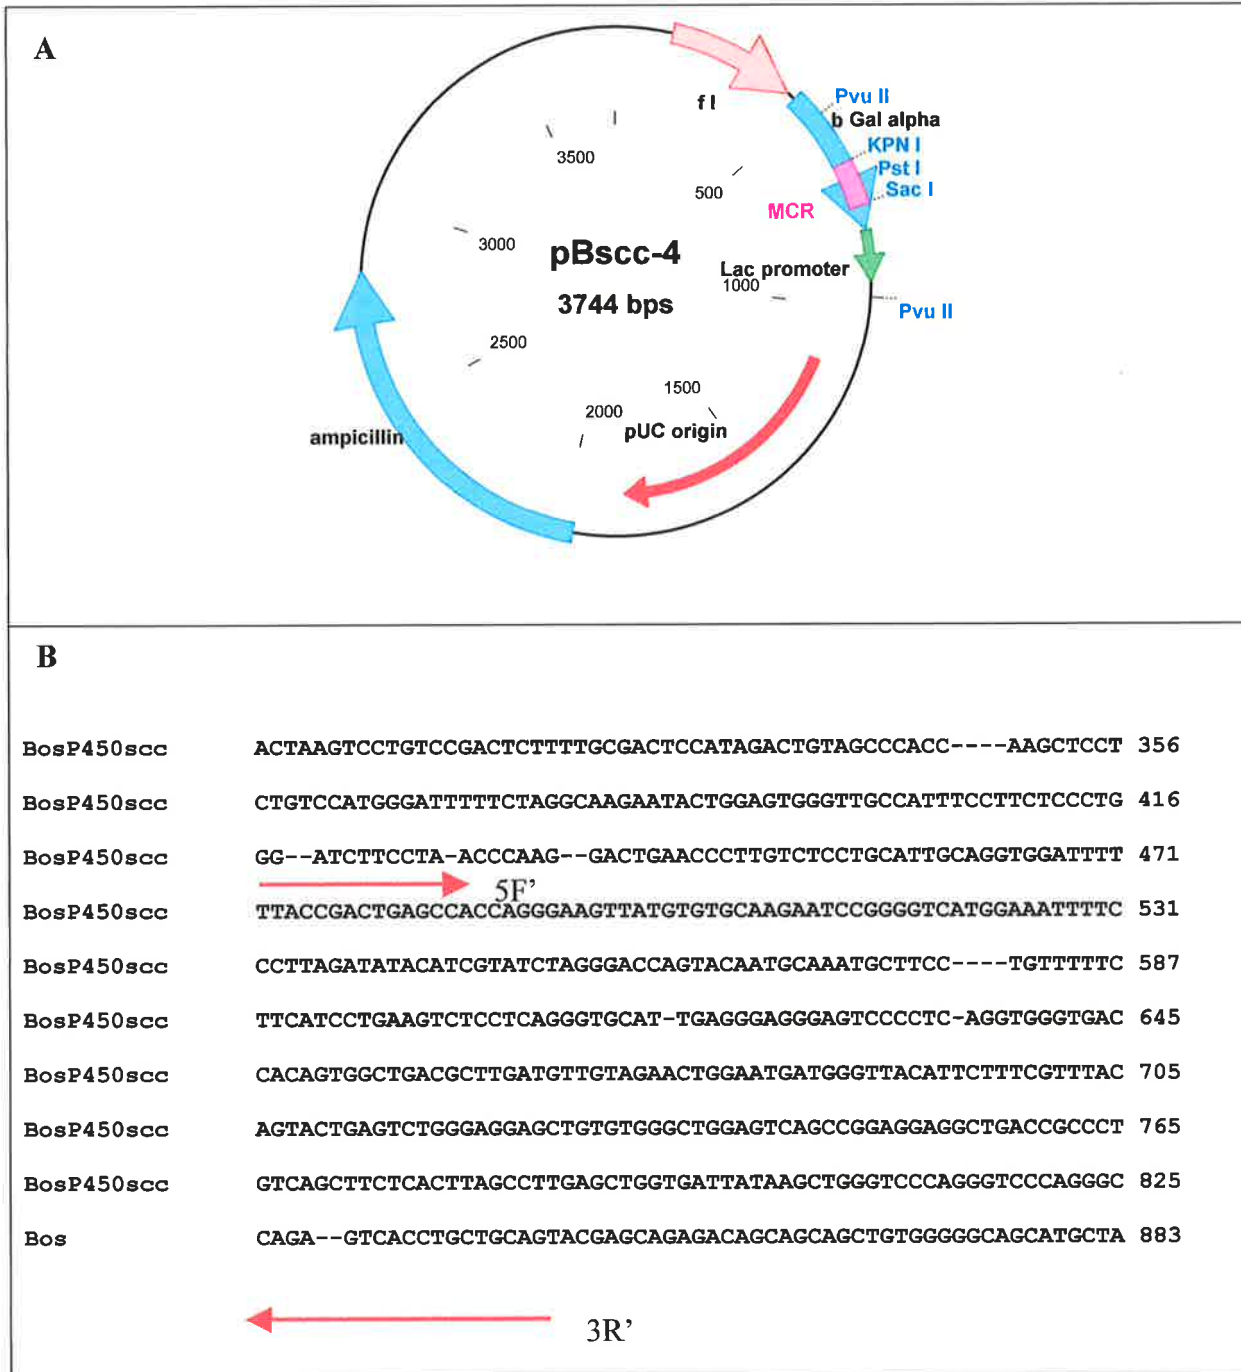 A
f I
Pvu II
b Gal alpha
KPN I
Pst I
Sac I
MCR
3500
500
3000
pBscc-4
3744 bps
Lac promoter
1000
Pvu II
2500
1500
2000
pUC origin
ampicillin
B
BosP450scc ACTAAGTCCTGTCCGACTCTTTTGCGACTCCATAGACTGTAGCCCACC----AAGCTCCT 356
BosP450scc CTGTCCATGGGATTTTTCTAGGCAAGAATACTGGAGTGGGTTGCCATTTCCTTCTCCCTG 416
BosP450scc GG--ATCTTCCTA-ACCCAAG--GACTGAACCCTTGTCTCCTGCATTGCAGGTGGATTTT 471
5F’
BosP450scc TTACCGACTGAGCCACCAGGGAAGTTATGTGTGCAAGAATCCGGGGTCATGGAAATTTTC 531
BosP450scc CCTTAGATATACATCGTATCTAGGGACCAGTACAATGCAAATGCTTCC----TGTTTTTC 587
BosP450scc TTCATCCTGAAGTCTCCTCAGGGTGCAT-TGAGGGAGGGAGTCCCCTC-AGGTGGGTGAC 645
BosP450scc CACAGTGGCTGACGCTTGATGTTGTAGAACTGGAATGATGGGTTACATTCTTTCGTTTAC 705
BosP450scc AGTACTGAGTCTGGGAGGAGCTGTGTGGGCTGGAGTCAGCCGGAGGAGGCTGACCGCCCT 765
BosP450scc GTCAGCTTCTCACTTAGCCTTGAGCTGGTGATTATAAGCTGGGTCCCAGGGTCCCAGGGC 825
Bos CAGA--GTCACCTGCTGCAGTACGAGCAGAGACAGCAGCAGCTGTGGGGGCAGCATGCTA 883
3R’